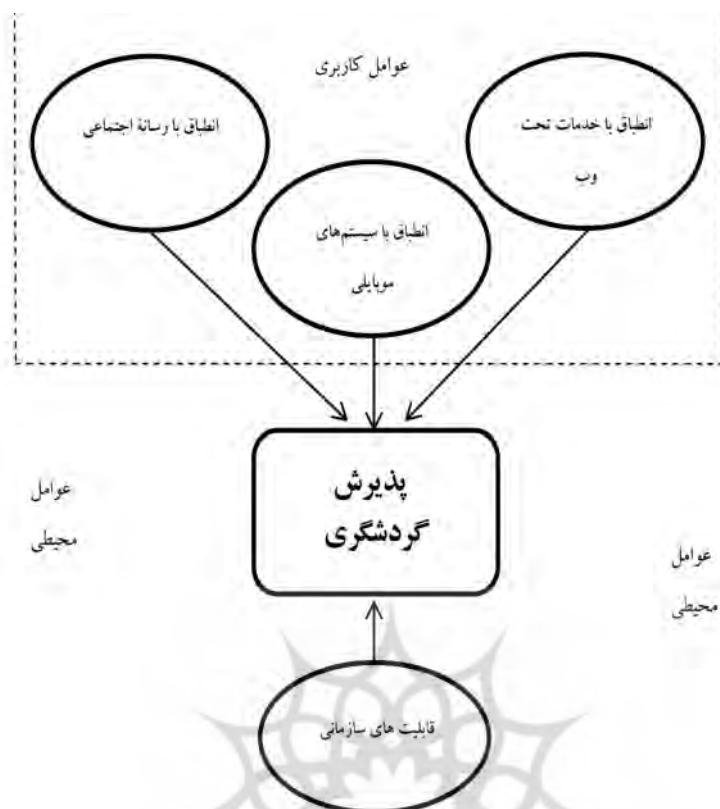 عوامل کاربری
انطباق با خدمات تحت
وب
انطباق با رسانۀ اجتماعی
انطباق با سیستم‌های
موبایلی
پذیرش
گردشگری
عوامل
محیطی
عوامل
محیطی
قابلیت های سازمانی